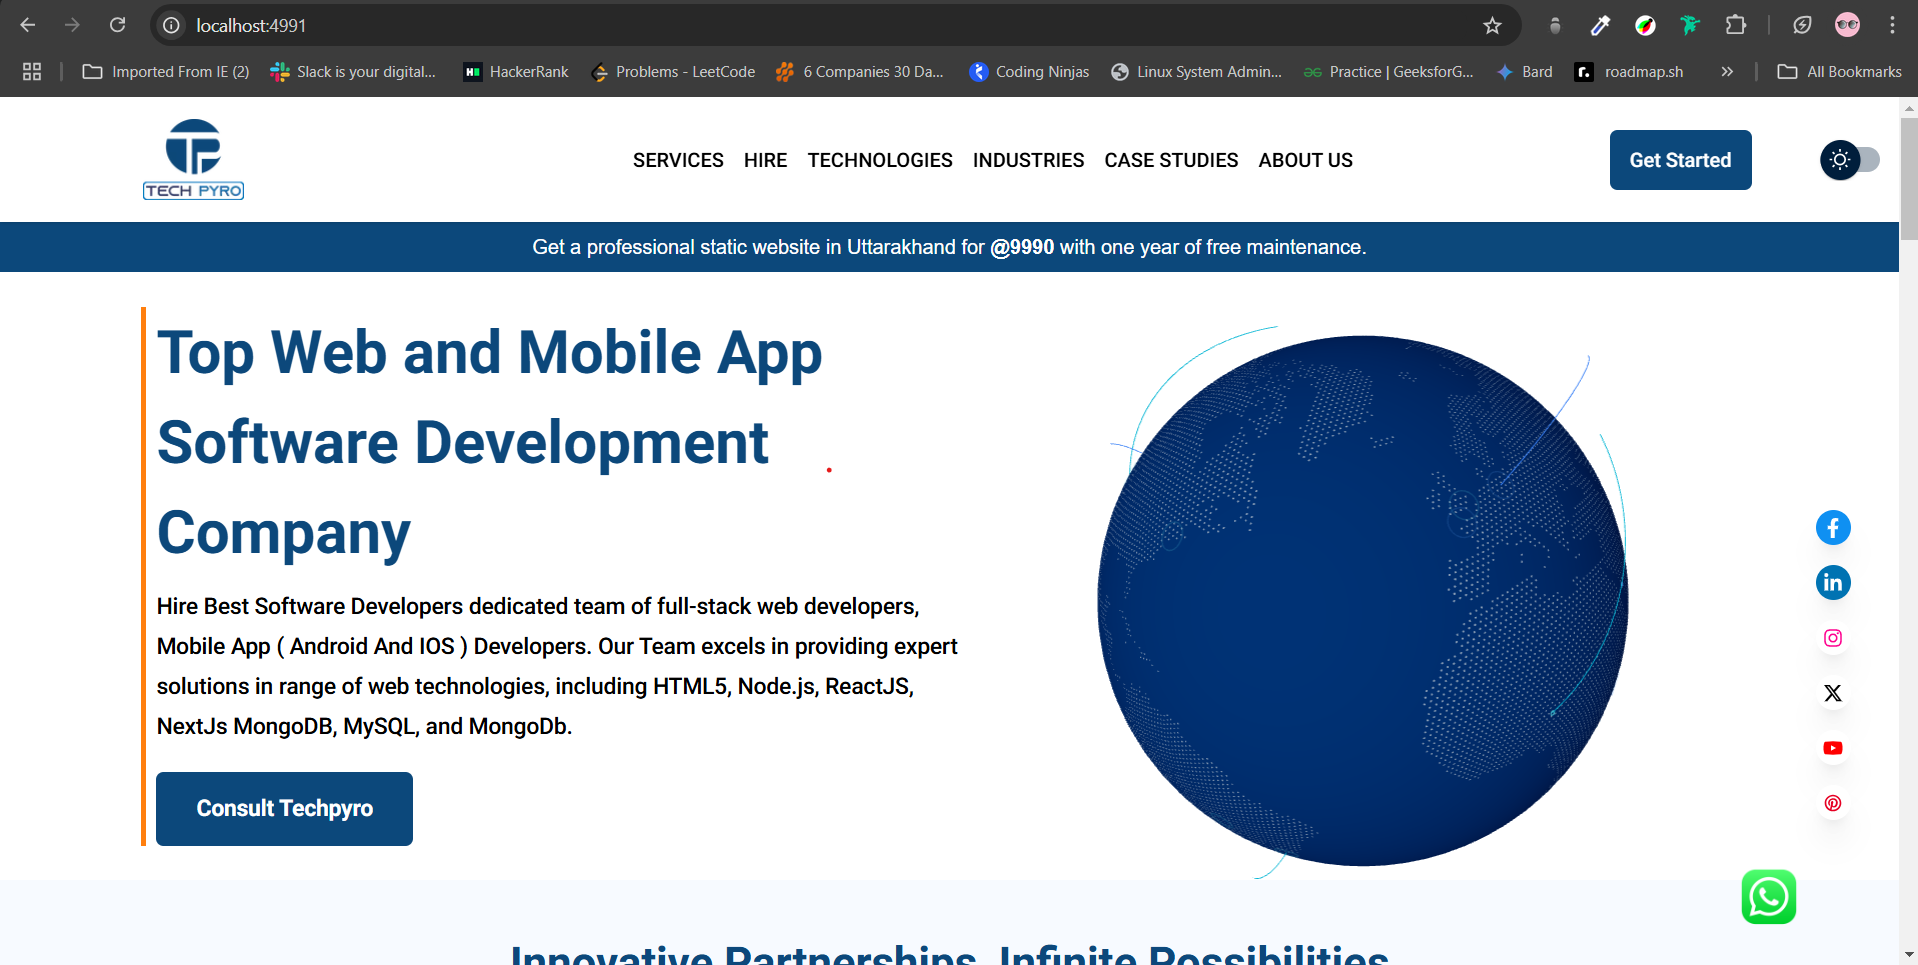 localhost:4991
Imported From IE (2) Slack is your digital... HackerRank Problems - LeetCode 6 Companies 30 Da... Coding Ninjas Linux System Admin... Practice | GeeksforG... Bard roadmap.sh All Bookmarks
TECH PYRO
SERVICES HIRE TECHNOLOGIES INDUSTRIES CASE STUDIES ABOUT US
Get Started
Get a professional static website in Uttarakhand for @9990 with one year of free maintenance.
Top Web and Mobile App
Software Development
Company
Hire Best Software Developers dedicated team of full-stack web developers,
Mobile App ( Android And IOS ) Developers. Our Team excels in providing expert
solutions in range of web technologies, including HTML5, Node.js, ReactJS,
NextJs MongoDB, MySQL, and MongoDb.
Consult Techpyro
Innovative Partnerships, Infinite Possibilities